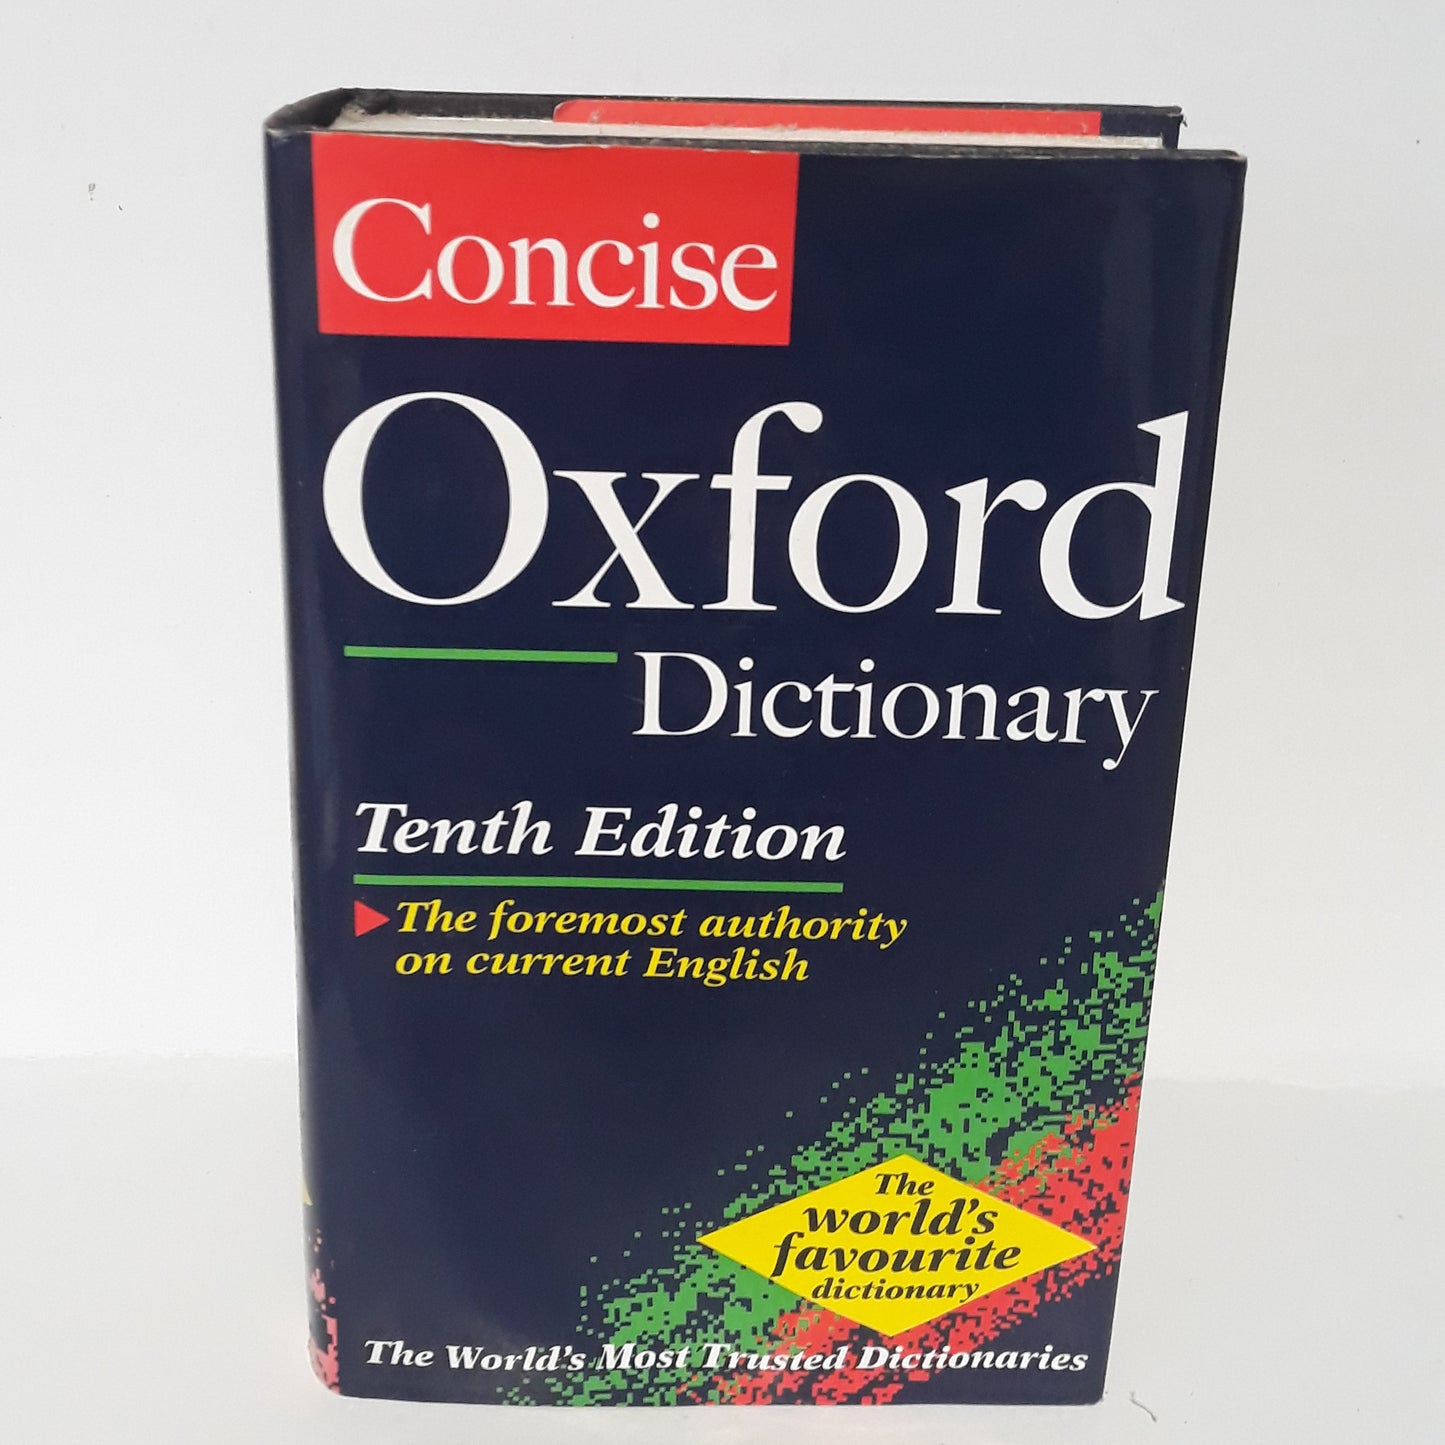 Concise
Oxford
Dictionary
Tenth Edition
The foremost authority
on current English
The
world's
favourite
dictionary
The World's Most Trusted Dictionaries